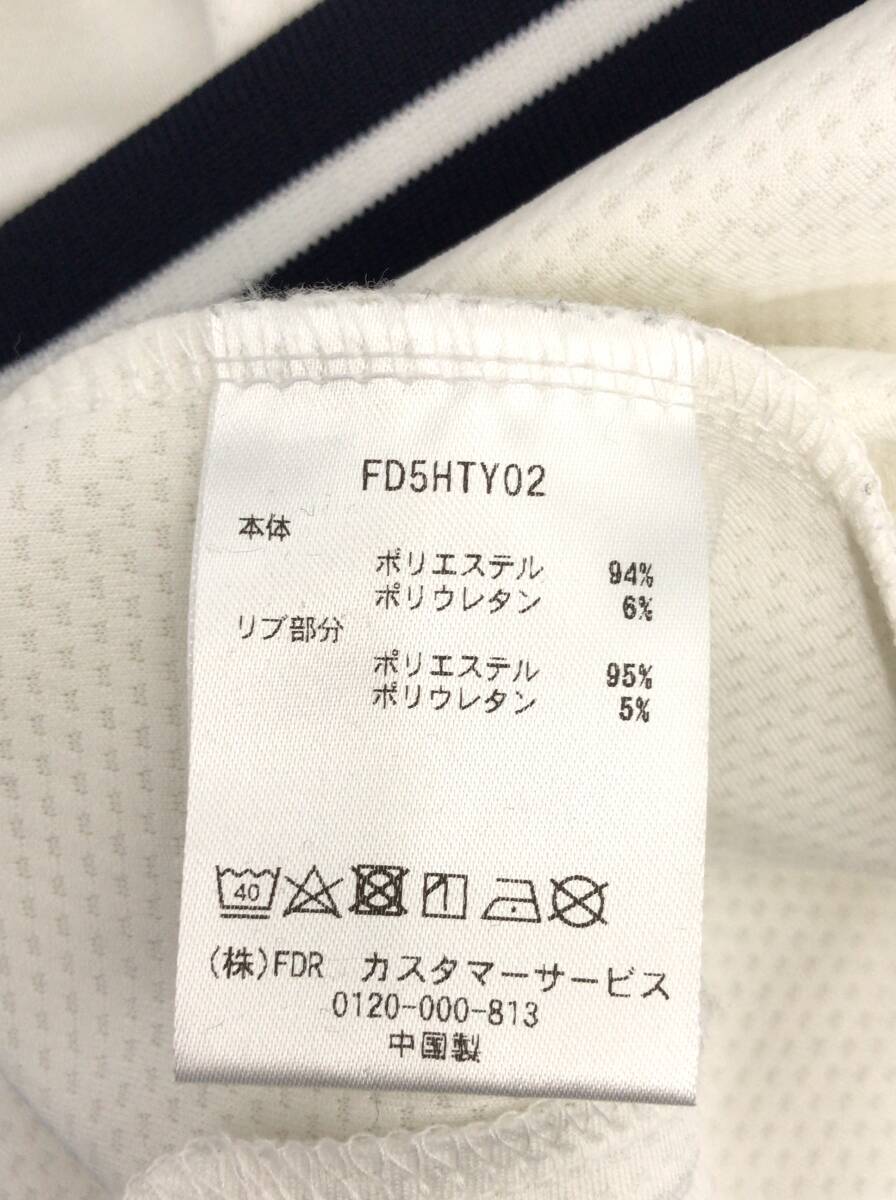 FD5HTY02
本体
ポリエステル 94%
ポリウレタン 6%
リブ部分
ポリエステル 95%
ポリウレタン 5%
40
(株)FDR カスタマーサービス
0120-000-813
中国製